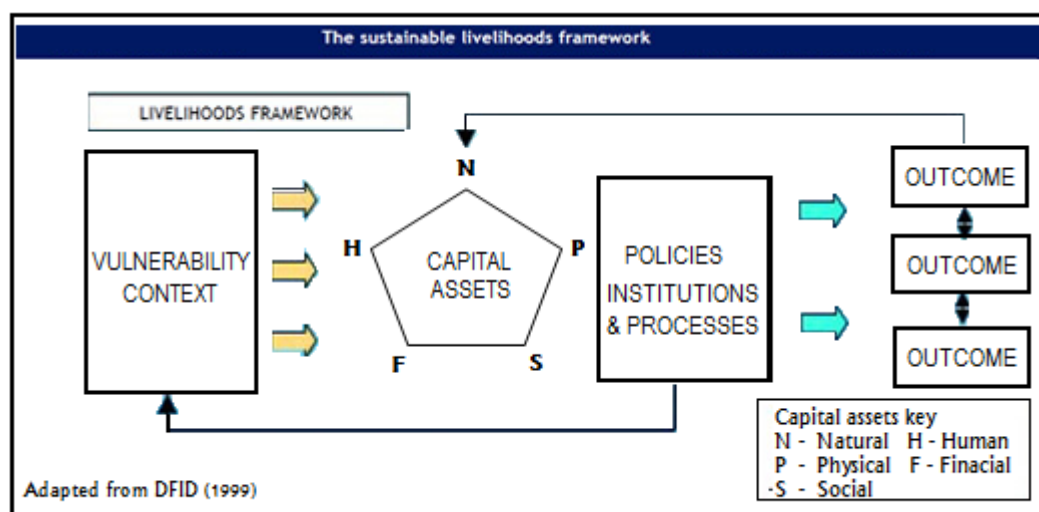 The sustainable livelihoods framework
LIVELIHOODS FRAMEWORK
VULNERABILITY
CONTEXT
N
H
P
F
S
CAPITAL
ASSETS
POLICIES
INSTITUTIONS
& PROCESSES
OUTCOME
OUTCOME
OUTCOME
Capital assets key
N - Natural H - Human
P - Physical F - Finacial
-S - Social
Adapted from DFID (1999)